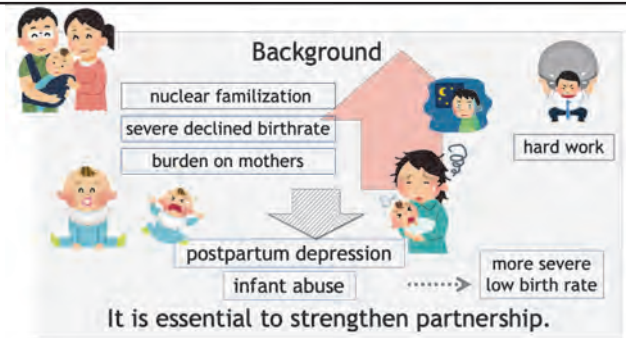 Background
nuclear familization
severe declined birthrate
burden on mothers
hard work
postpartum depression
infant abuse
more severe
low birth rate
It is essential to strengthen partnership.